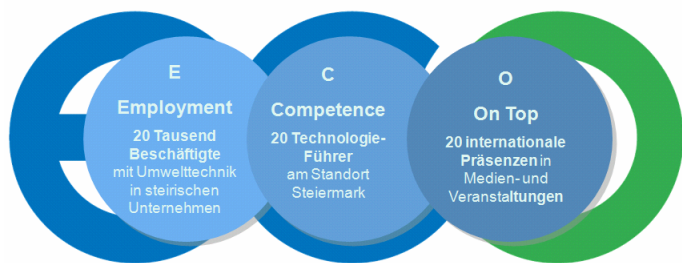 E
Employment
20 Tausend
Beschäftigte
mit Umwelttechnik
in steirischen
Unternehmen
C
Competence
20 Technologie-
Führer
am Standort
Steiermark
O
On Top
20 internationale
Präsenzen in
Medien- und
Veranstaltungen